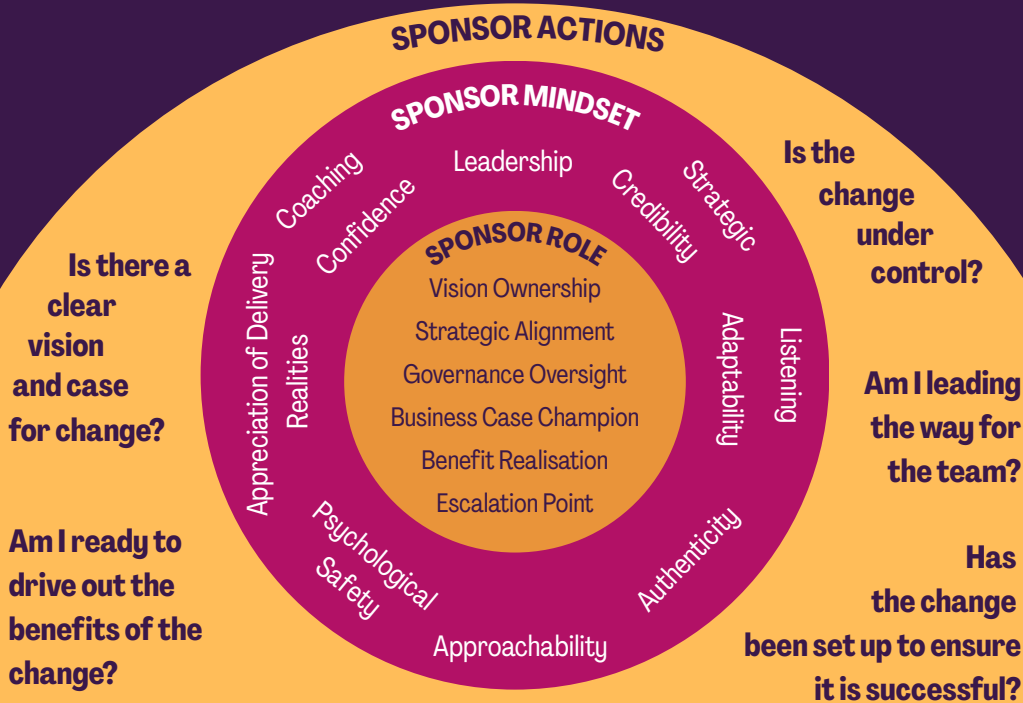 SPONSOR ACTIONS
SPONSOR MINDSET
Leadership
Coaching
Confidence
Credibility
Strategic
Appreciation of Delivery
Realities
Adaptability
Listening
Psychological
Safety
Authenticity
Approachability
SPONSOR ROLE
Vision Ownership
Strategic Alignment
Governance Oversight
Business Case Champion
Benefit Realisation
Escalation Point
Is there a
clear
vision
and case
for change?
Am I ready to
drive out the
benefits of the
change?
Is the
change
under
control?
Am I leading
the way for
the team?
Has
the change
been set up to ensure
it is successful?